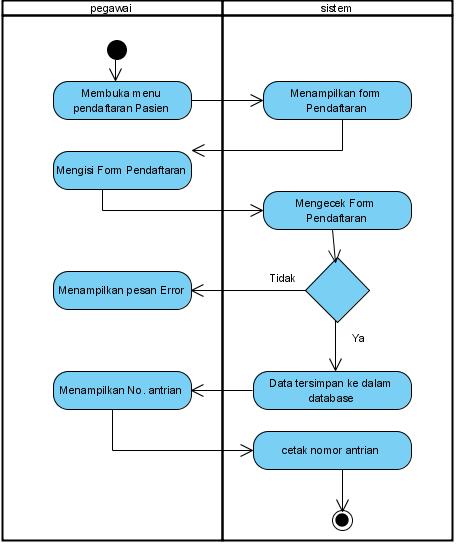 pegawai
sistem
Membuka menu
pendaftaran Pasien
Menampilkan form
Pendaftaran
Mengisi Form Pendaftaran
Mengecek Form
Pendaftaran
Tidak
Menampilkan pesan Error
Ya
Data tersimpan ke dalam
database
Menampilkan No. antrian
cetak nomor antrian